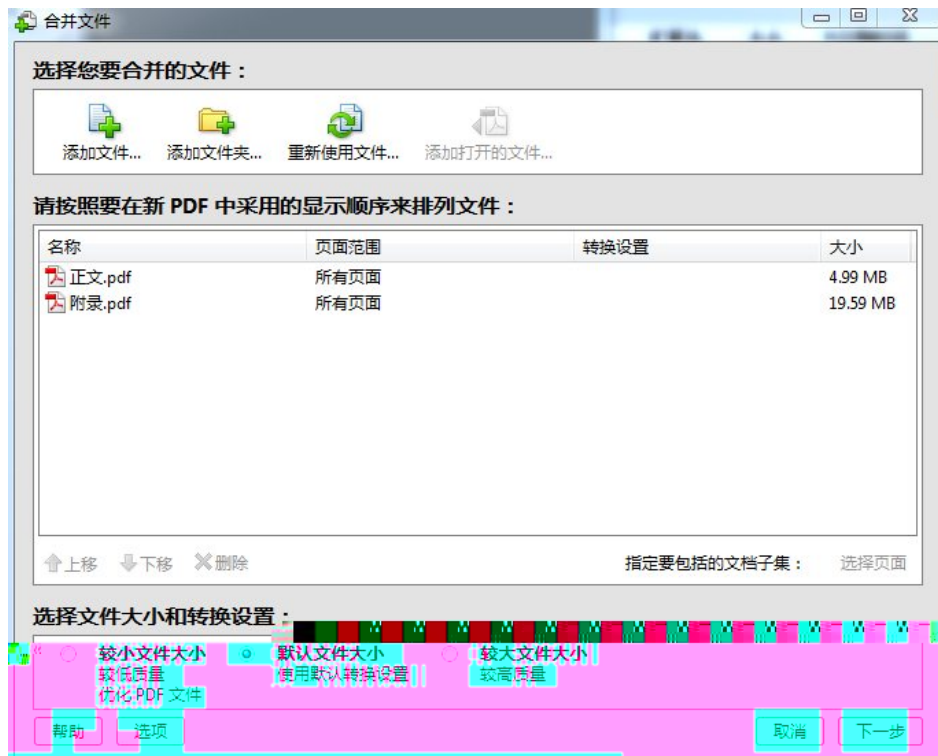 合并文件
选择您要合并的文件：
添加文件... 添加文件夹... 重新使用文件... 添加打开的文件...
请按照要在新 PDF 中采用的显示顺序来排列文件：
名称 页面范围 转换设置 大小
正文.pdf 所有页面 4.99 MB
附录.pdf 所有页面 19.59 MB
上移 下移 删除 指定要包括的文档子集： 选择页面
选择文件大小和转换设置：
较小文件大小 默认文件大小 较大文件大小
较低质量 使用默认转换设置 较高质量
优化 PDF 文件
帮助 选项 取消 下一步